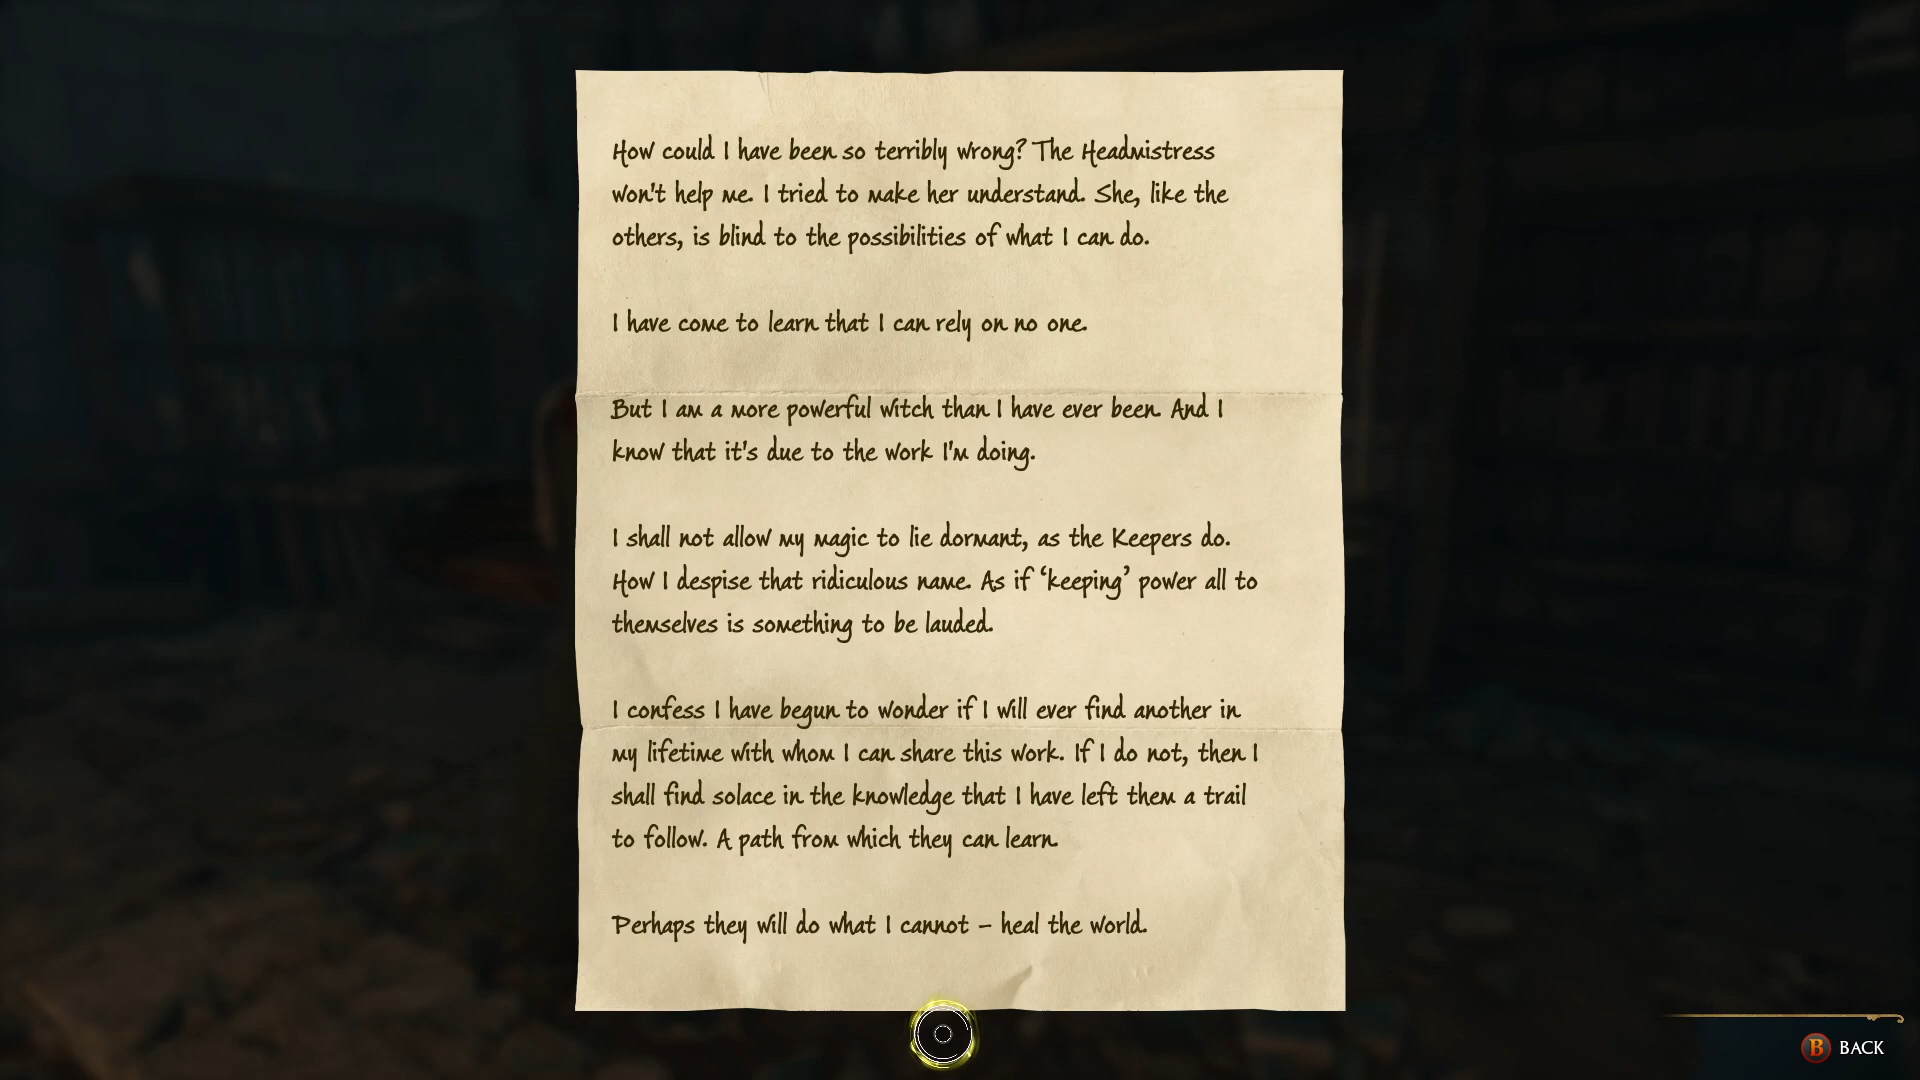 How could I have been so terribly wrong? The Headmistress
won't help me. I tried to make her understand. She, like the
others, is blind to the possibilities of what I can do.
I have come to learn that I can rely on no one.
But I am a more powerful witch than I have ever been. And I
know that it's due to the work I'm doing.
I shall not allow my magic to lie dormant, as the Keepers do.
How I despise that ridiculous name. As if ‘keeping’ power all to
themselves is something to be lauded.
I confess I have begun to wonder if I will ever find another in
my lifetime with whom I can share this work. If I do not, then I
shall find solace in the knowledge that I have left them a trail
to follow. A path from which they can learn.
Perhaps they will do what I cannot – heal the world.
B BACK